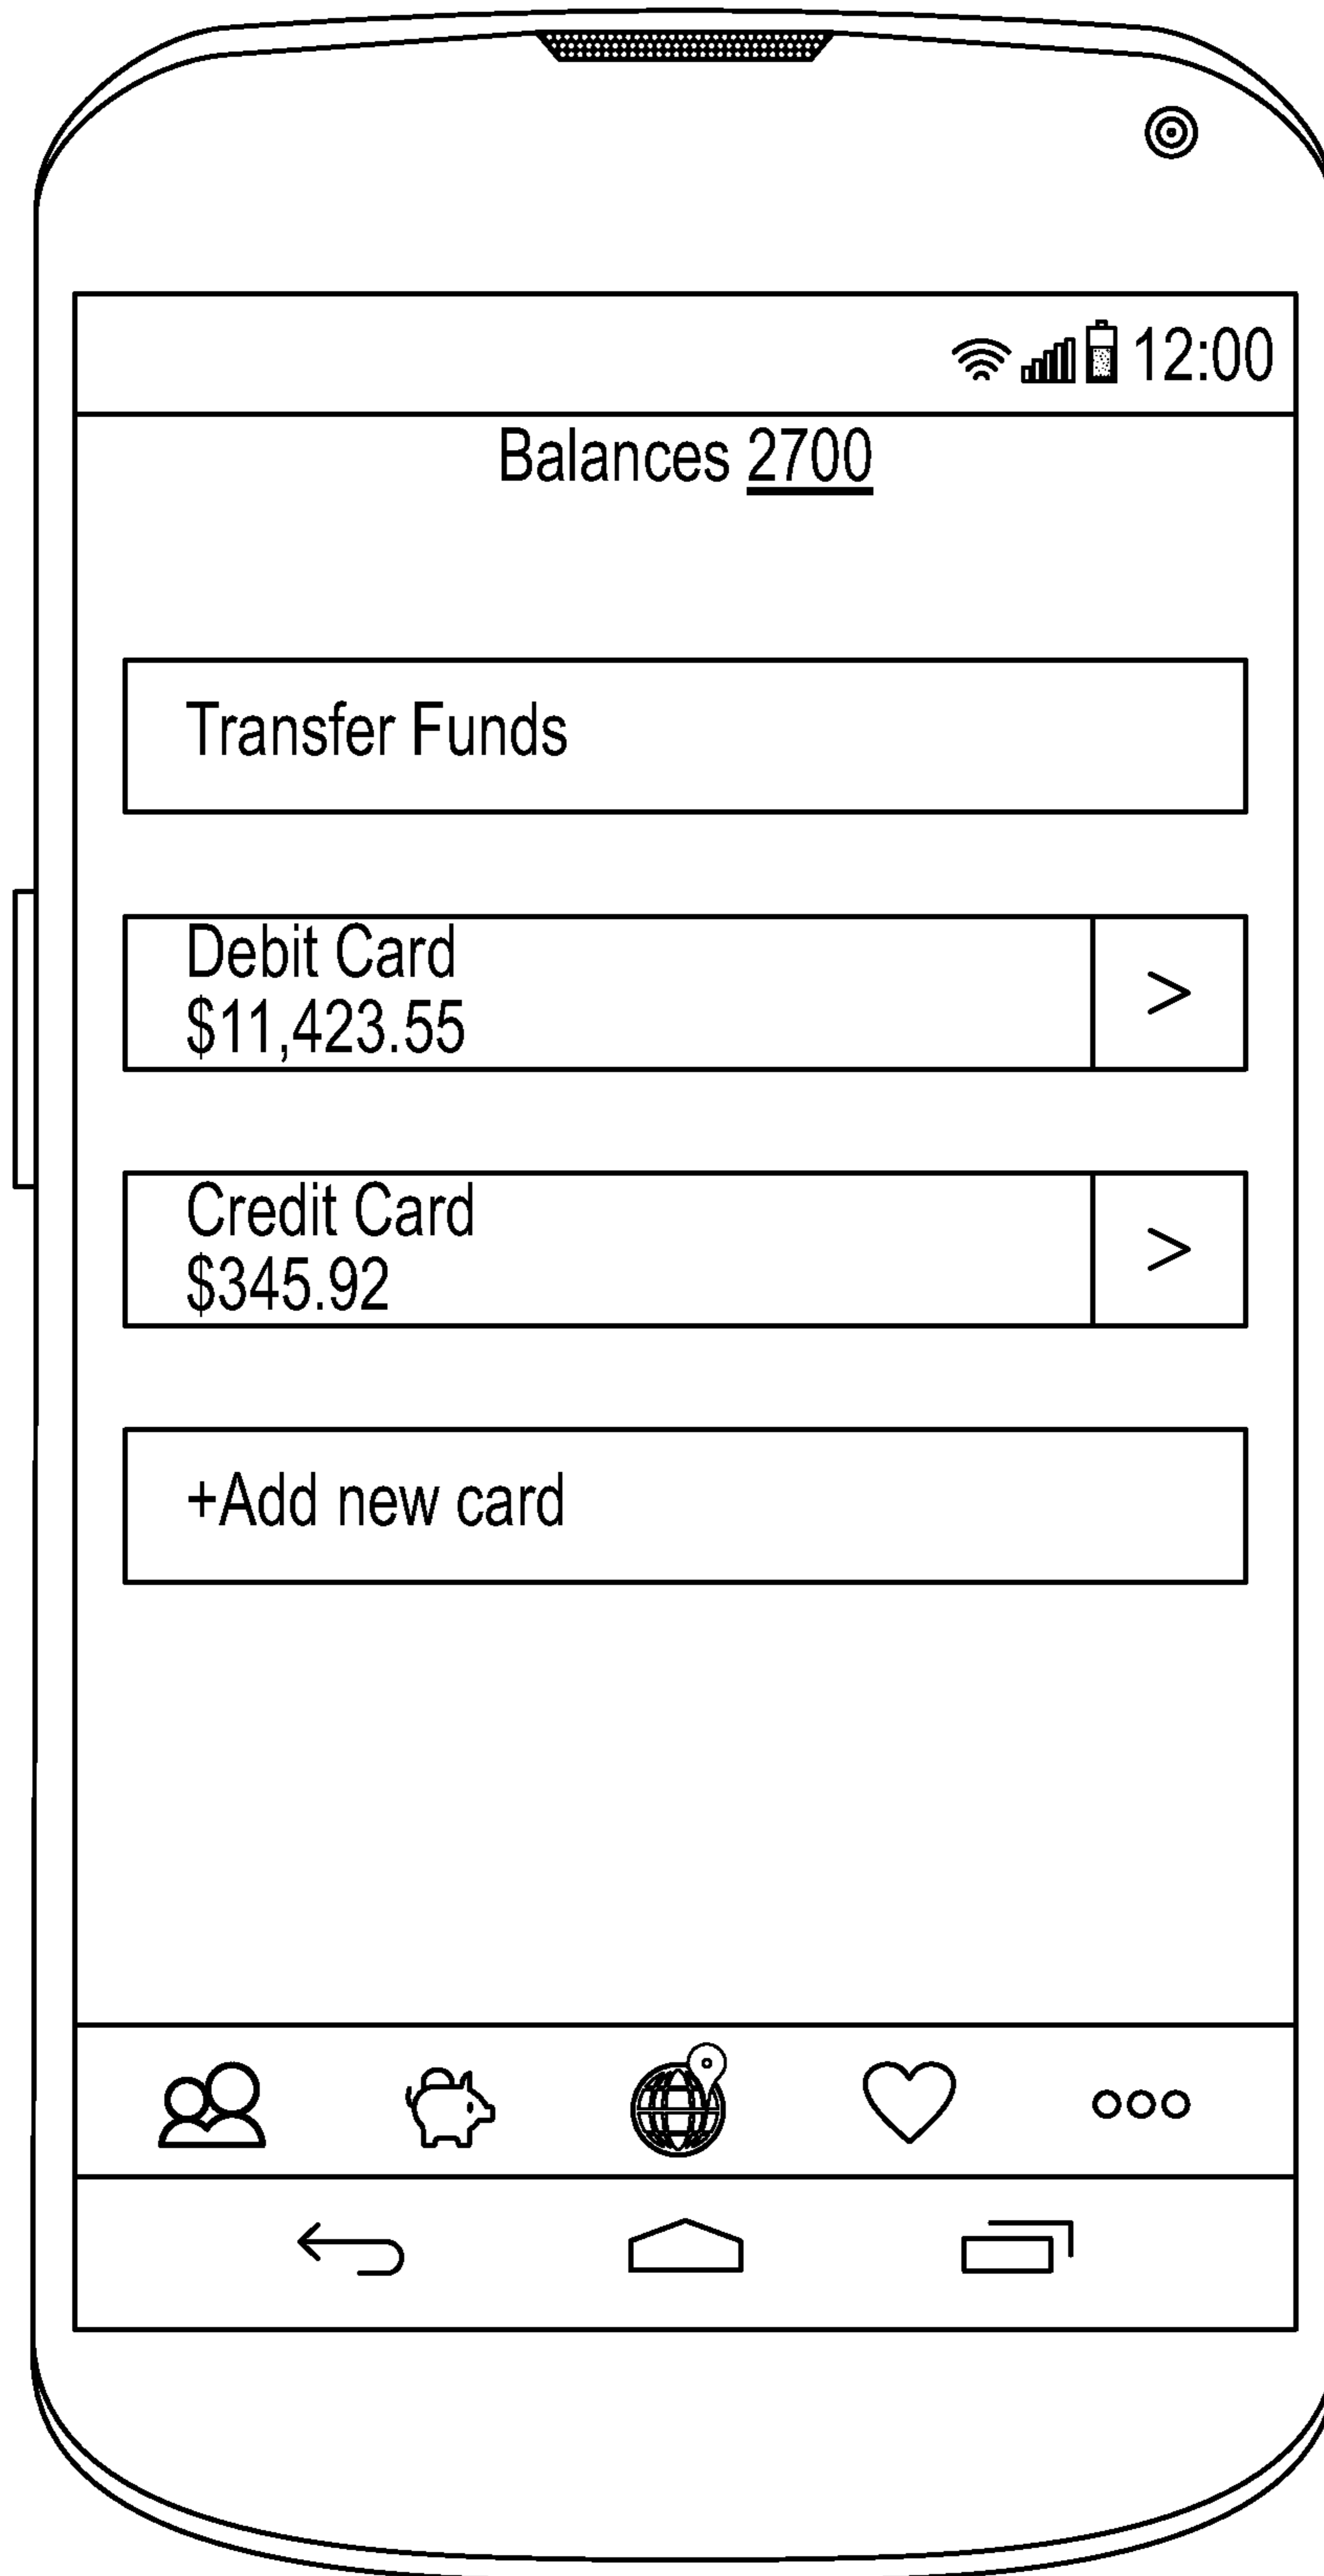 12:00
Balances 2700
Transfer Funds
Debit Card
$11,423.55
>
Credit Card
$345.92
>
+Add new card